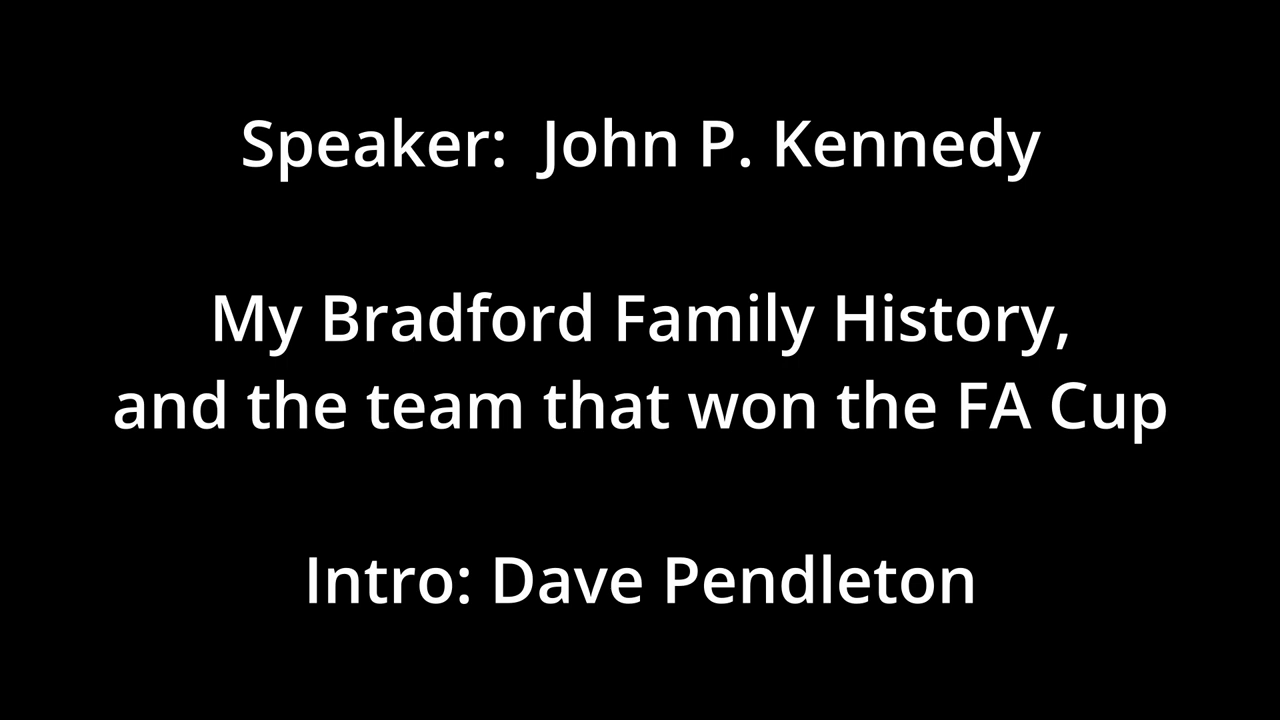 Speaker:  John P. Kennedy
My Bradford Family History,
and the team that won the FA Cup
Intro: Dave Pendleton